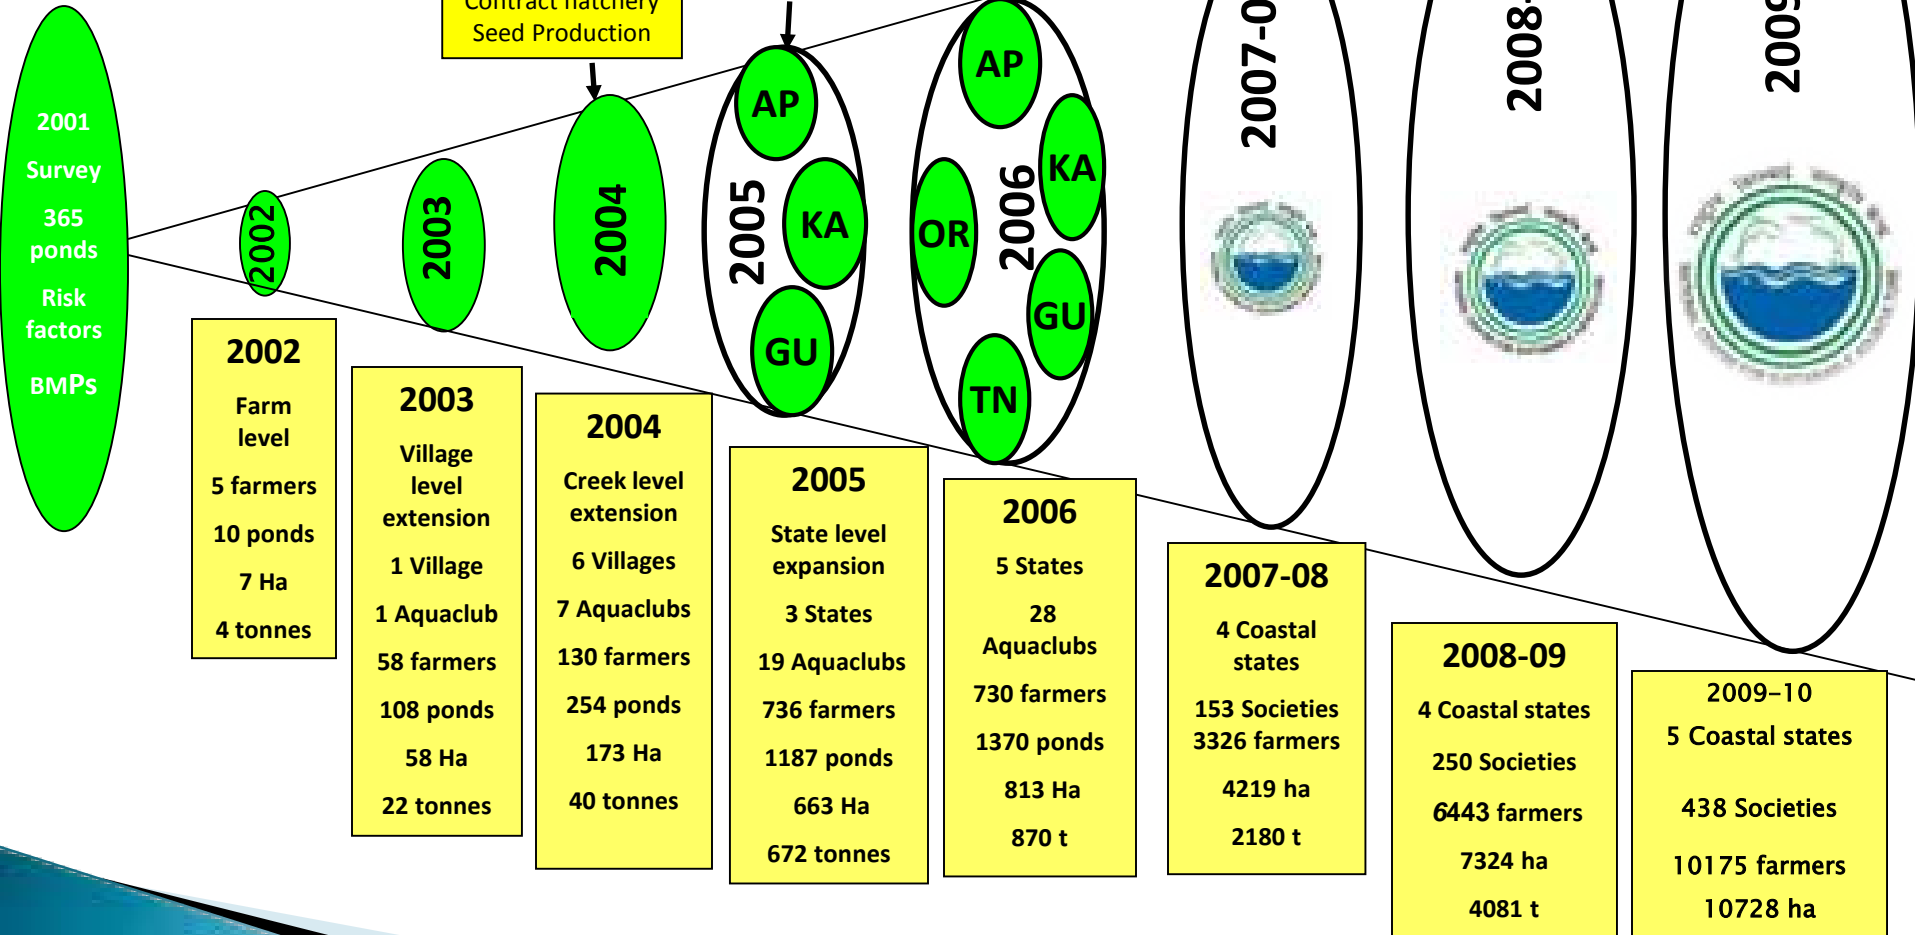 Contract hatchery
Seed Production
2001
Survey
365
ponds
Risk
factors
BMPs
2002
2003
2004
2005
AP
KA
GU
2006
AP
KA
OR
GU
TN
2007-0
2008-
2009
2002
Farm
level
5 farmers
10 ponds
7 Ha
4 tonnes
2003
Village
level
extension
1 Village
1 Aquaclub
58 farmers
108 ponds
58 Ha
22 tonnes
2004
Creek level
extension
6 Villages
7 Aquaclubs
130 farmers
254 ponds
173 Ha
40 tonnes
2005
State level
expansion
3 States
19 Aquaclubs
736 farmers
1187 ponds
663 Ha
672 tonnes
2006
5 States
28
Aquaclubs
730 farmers
1370 ponds
813 Ha
870 t
2007-08
4 Coastal
states
153 Societies
3326 farmers
4219 ha
2180 t
2008-09
4 Coastal states
250 Societies
6443 farmers
7324 ha
4081 t
2009-10
5 Coastal states
438 Societies
10175 farmers
10728 ha